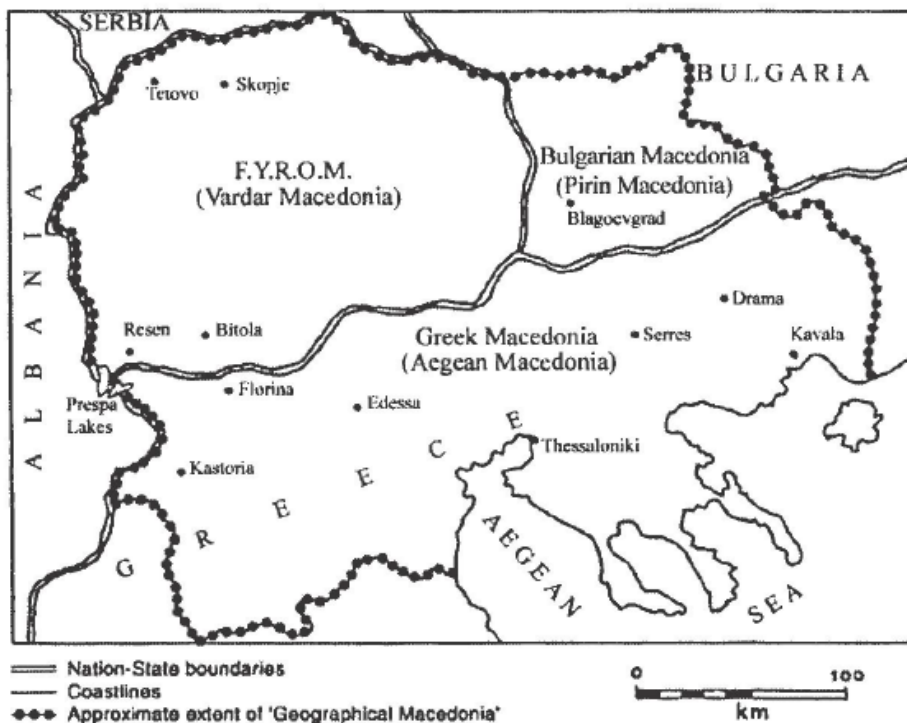 SERBIA
BULGARIA
Tetovo
Skopje
F.Y.R.O.M.
(Vardar Macedonia)
Bulgarian Macedonia
(Pirin Macedonia)
Blagoevgrad
ALBANIA
Drama
Resen
Bitola
Greek Macedonia
(Aegean Macedonia)
Serres
Kavala
Prespa
Lakes
Florina
Edessa
Thessaloniki
Kastoria
GREECE
AEGEAN
SEA
Nation-State boundaries
Coastlines
Approximate extent of 'Geographical Macedonia'
0 100
km